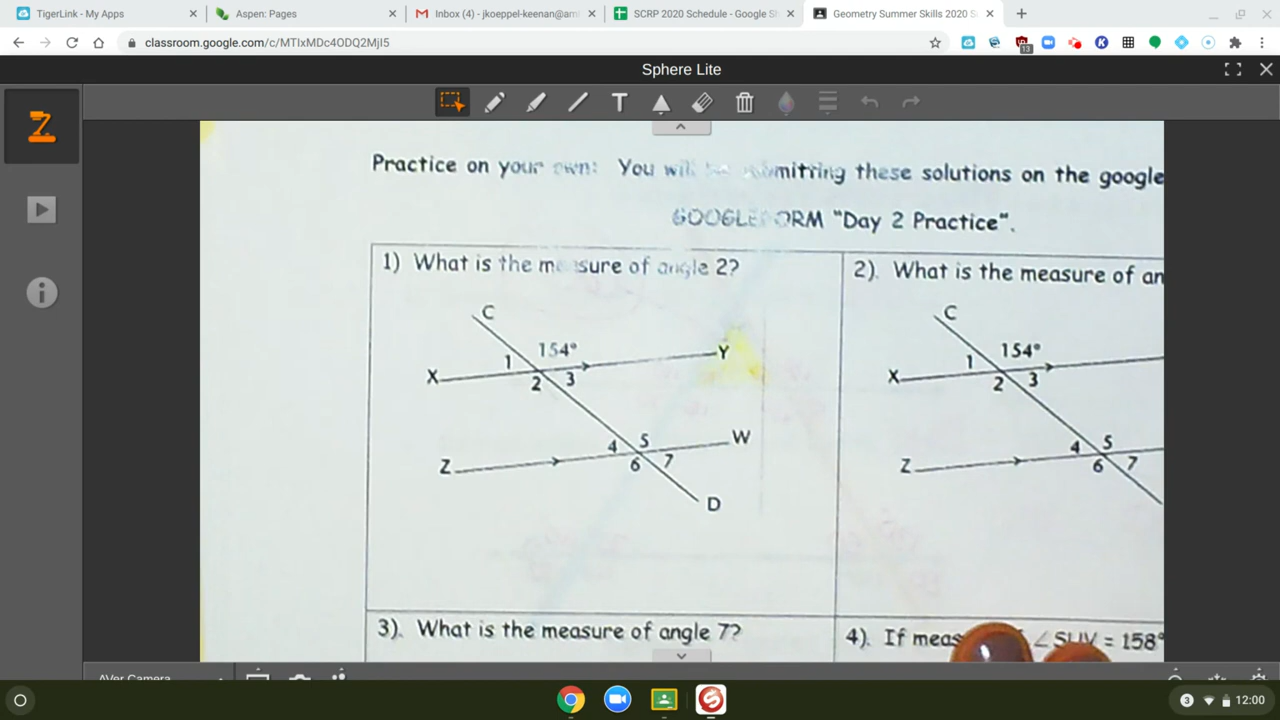 TigerLink - My Apps
Aspen: Pages
Inbox (4) - jkoeppel-keenan@am
SCRP 2020 Schedule - Google S
Geometry Summer Skills 2020 S
classroom.google.com/c/MTIxMDc4ODQ2MjI5
13
Sphere Lite
T
Practice on your own: You will be submitting these solutions on the google
GOOGLE FORM "Day 2 Practice".
1) What is the measure of angle 2?
C
154°
1
Y
X
2
3
4
5
W
Z
6
7
D
2). What is the measure of an
C
154°
1
X
2
3
4
5
Z
6
7
3). What is the measure of angle 7?
4). If meas ∠SUV = 158°
AVer Camera
3
12:00